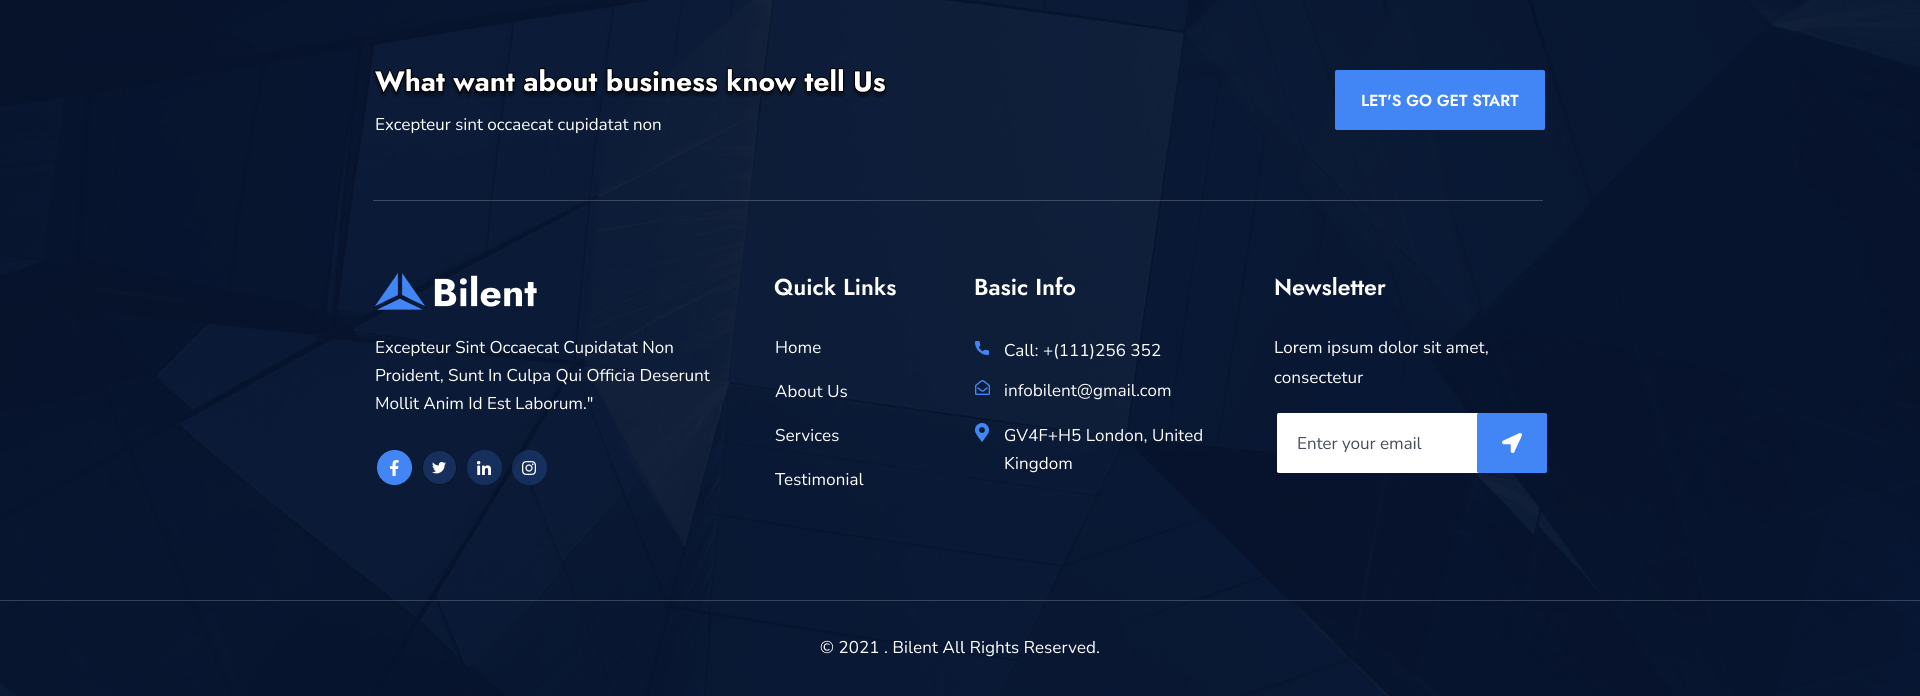 What want about business know tell Us
Excepteur sint occaecat cupidatat non
LET'S GO GET START
Bilent
Excepteur Sint Occaecat Cupidatat Non
Proident, Sunt In Culpa Qui Officia Deserunt
Mollit Anim Id Est Laborum."
Quick Links
Home
About Us
Services
Testimonial
Basic Info
Call: +(111)256 352
infobilent@gmail.com
GV4F+H5 London, United
Kingdom
Newsletter
Lorem ipsum dolor sit amet,
consectetur
Enter your email
© 2021 . Bilent All Rights Reserved.